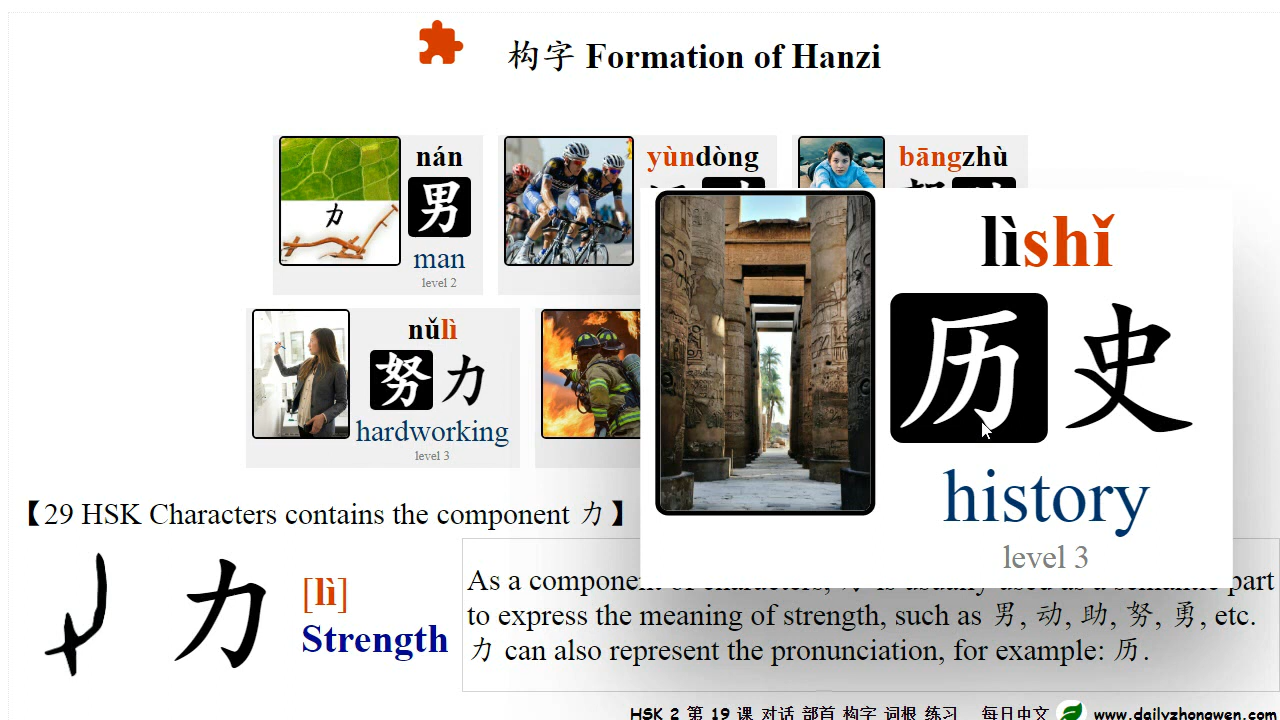 构字 Formation of Hanzi
nán
男
力
man
level 2
yùndòng
bāngzhù
lìshǐ
历史
history
level 3
nǔlì
努力
hardworking
level 3
【29 HSK Characters contains the component 力】
力
[lì]
Strength
As a component part
to express the meaning of strength, such as 男, 动, 助, 努, 勇, etc.
力 can also represent the pronunciation, for example: 历.
HSK 2 第 19 课 对话 部首 构字 词根 练习 每日中文 www.dailyzhongwen.com